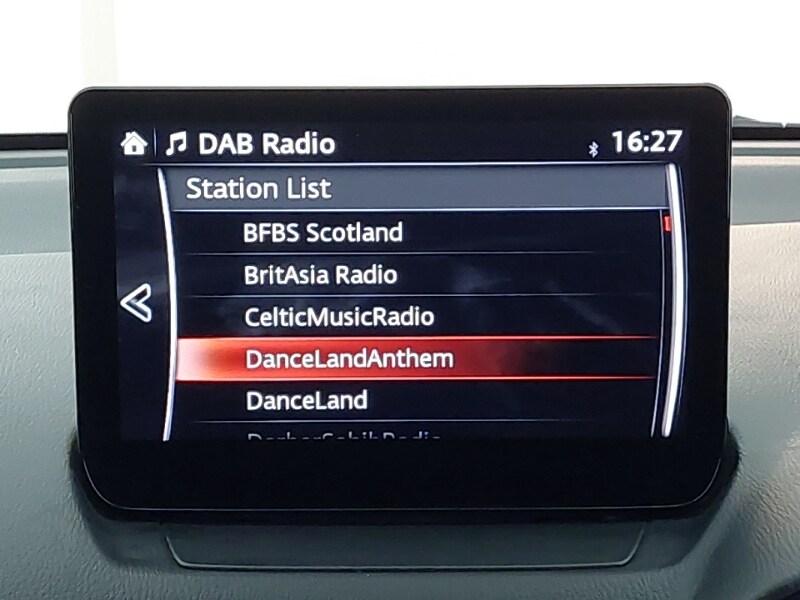 DAB Radio 16:27
Station List
BFBS Scotland
BritAsia Radio
CelticMusicRadio
DanceLandAnthem
DanceLand